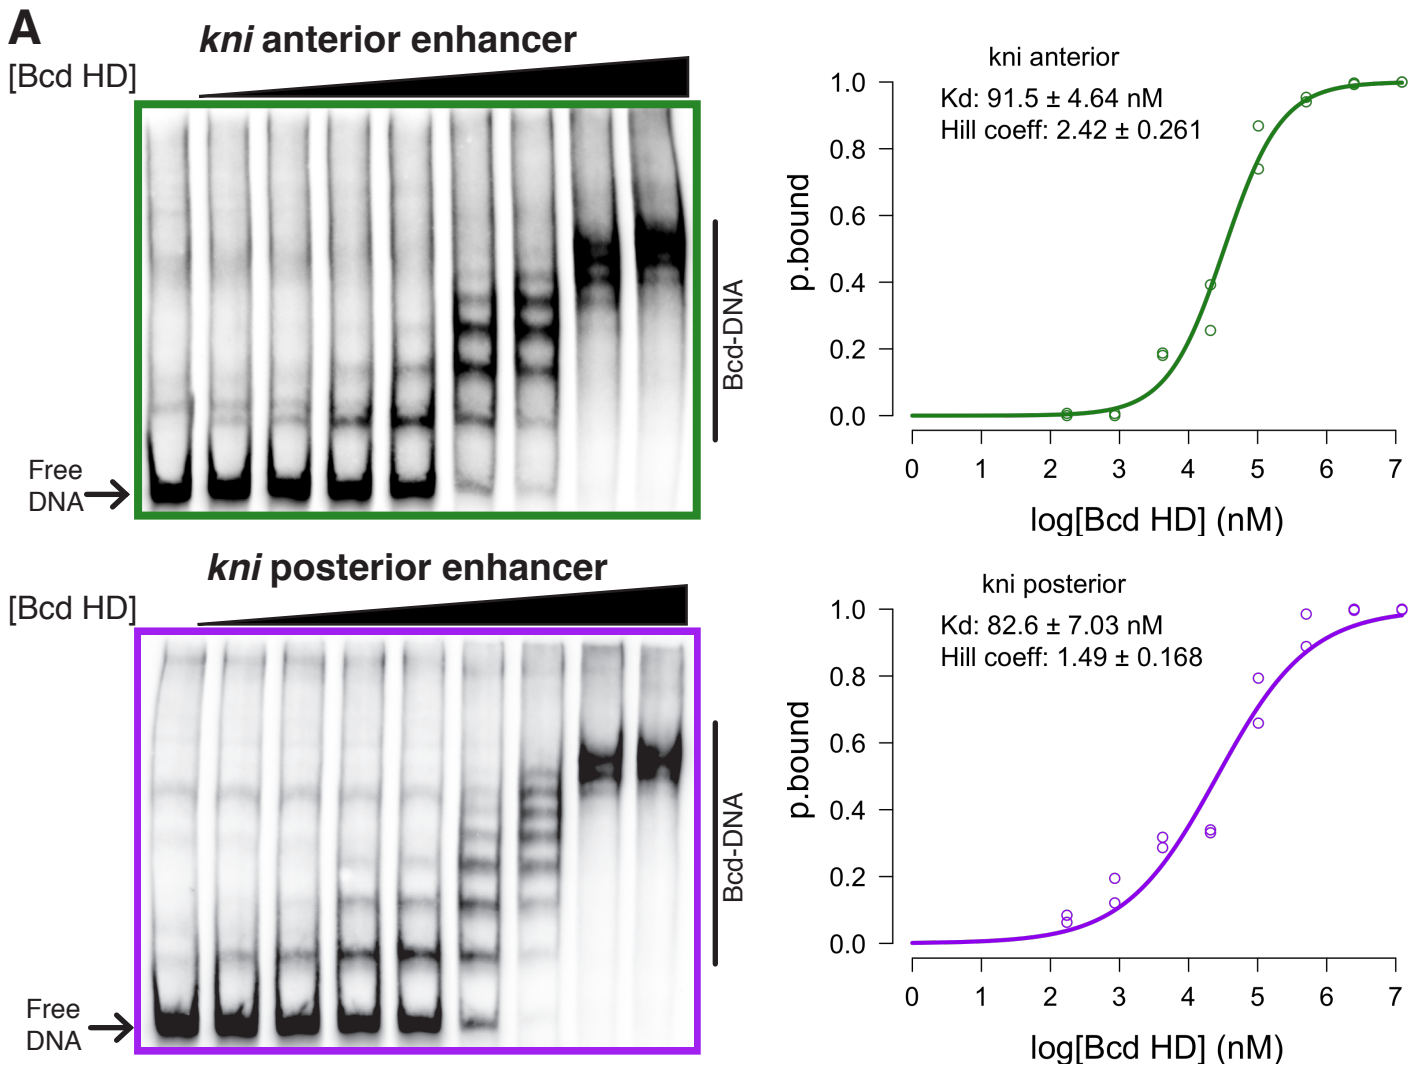 A
kni anterior enhancer
[Bcd HD]
Bcd-DNA
Free
DNA
kni anterior
Kd: 91.5 ± 4.64 nM
Hill coeff: 2.42 ± 0.261
p.bound
1.0
0.8
0.6
0.4
0.2
0.0
0 1 2 3 4 5 6 7
log[Bcd HD] (nM)
kni posterior enhancer
[Bcd HD]
Bcd-DNA
Free
DNA
kni posterior
Kd: 82.6 ± 7.03 nM
Hill coeff: 1.49 ± 0.168
p.bound
1.0
0.8
0.6
0.4
0.2
0.0
0 1 2 3 4 5 6 7
log[Bcd HD] (nM)